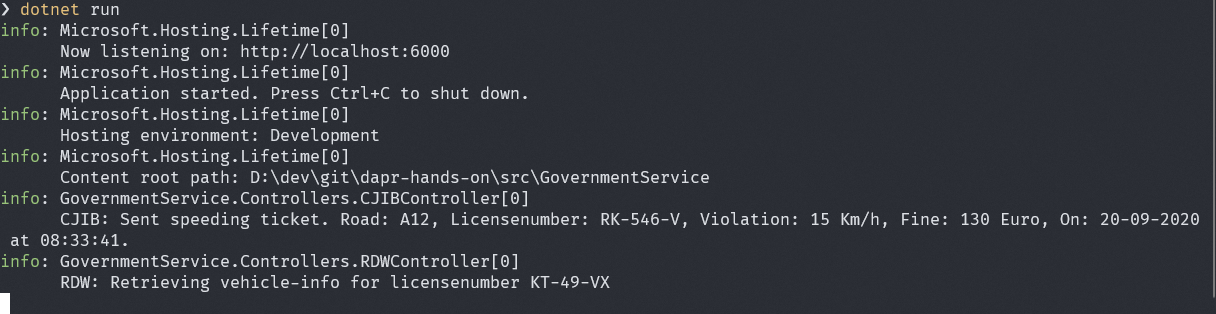 ❯ dotnet run
info: Microsoft.Hosting.Lifetime[0]
      Now listening on: http://localhost:6000
info: Microsoft.Hosting.Lifetime[0]
      Application started. Press Ctrl+C to shut down.
info: Microsoft.Hosting.Lifetime[0]
      Hosting environment: Development
info: Microsoft.Hosting.Lifetime[0]
      Content root path: D:\dev\git\dapr-hands-on\src\GovernmentService
info: GovernmentService.Controllers.CJIBController[0]
      CJIB: Sent speeding ticket. Road: A12, Licensenumber: RK-546-V, Violation: 15 Km/h, Fine: 130 Euro, On: 20-09-2020
 at 08:33:41.
info: GovernmentService.Controllers.RDWController[0]
      RDW: Retrieving vehicle-info for licensenumber KT-49-VX